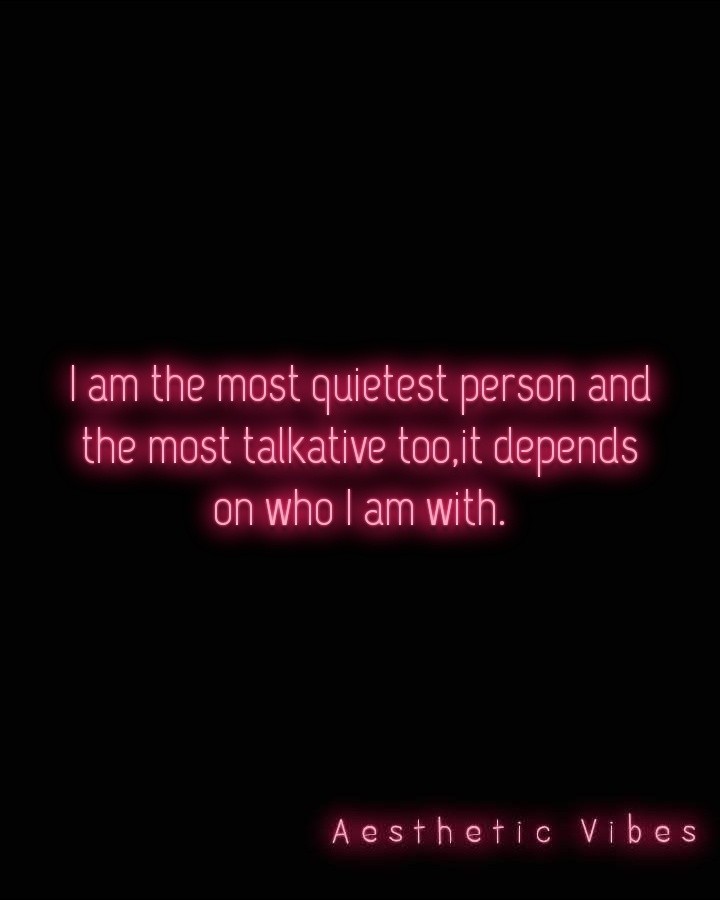 I am the most quietest person and
the most talkative too,it depends
on who I am with.
Aesthetic Vibes